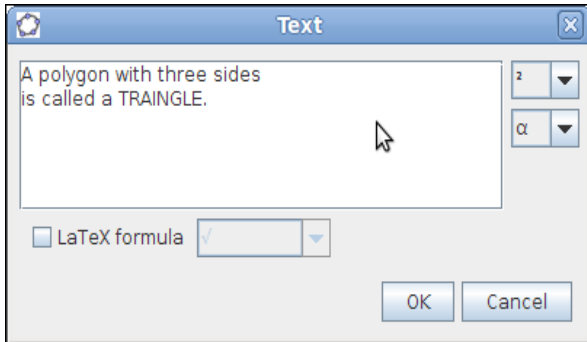 Text
A polygon with three sides
is called a TRAINGLE.
²
α
LaTeX formula
√
OK
Cancel